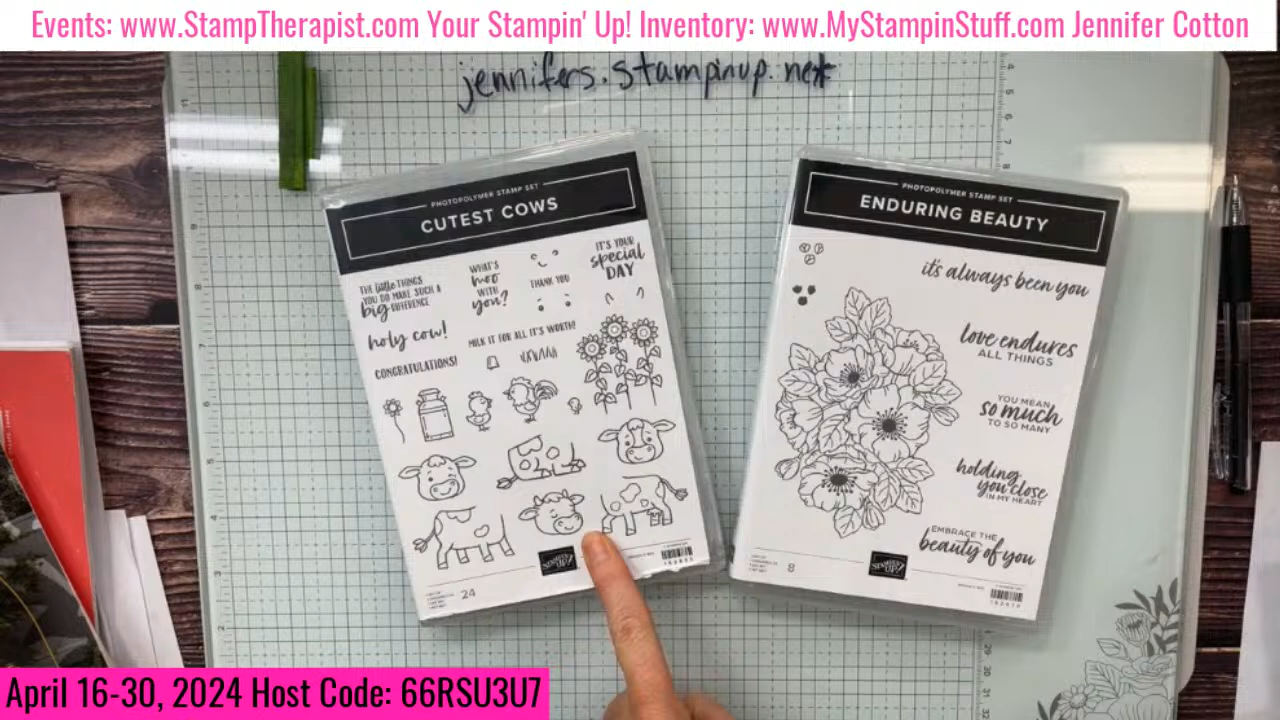 Events: www.StampTherapist.com Your Stampin' Up! Inventory: www.MyStampinStuff.com Jennifer Cotton
jennifers.stampinup.net
PHOTOPOLYMER STAMP SET
CUTEST COWS
THE little THINGS
YOU DO MAKE SUCH A
big DIFFERENCE
WHAT'S
moo
WITH
you?
THANK YOU
IT'S YOUR
special
DAY
holy cow!
MILK IT FOR ALL IT'S WORTH!
CONGRATULATIONS!
STAMPIN' UP!
24
PHOTOPOLYMER STAMP SET
ENDURING BEAUTY
it's always been you
love endures
ALL THINGS
YOU MEAN
so much
TO SO MANY
holding
you close
IN MY HEART
EMBRACE THE
beauty of you
8
STAMPIN' UP!
April 16-30, 2024 Host Code: 66RSU3U7